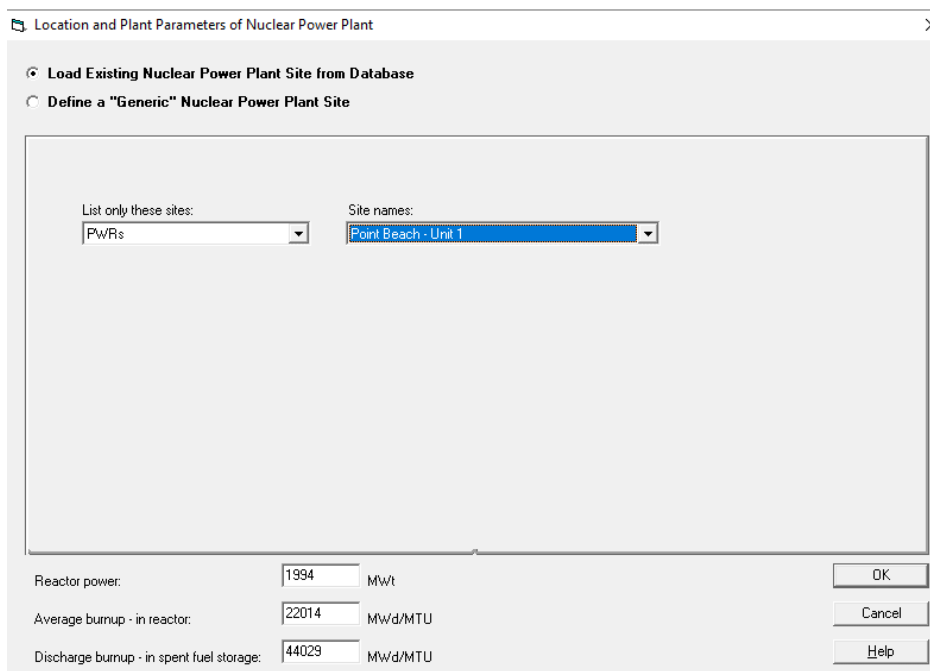 Location and Plant Parameters of Nuclear Power Plant
Load Existing Nuclear Power Plant Site from Database
Define a "Generic" Nuclear Power Plant Site
List only these sites:
Site names:
PWRs
Point Beach - Unit 1
Reactor power: 1994 MWt
OK
Average burnup - in reactor: 22014 MWd/MTU
Cancel
Discharge burnup - in spent fuel storage: 44029 MWd/MTU
Help